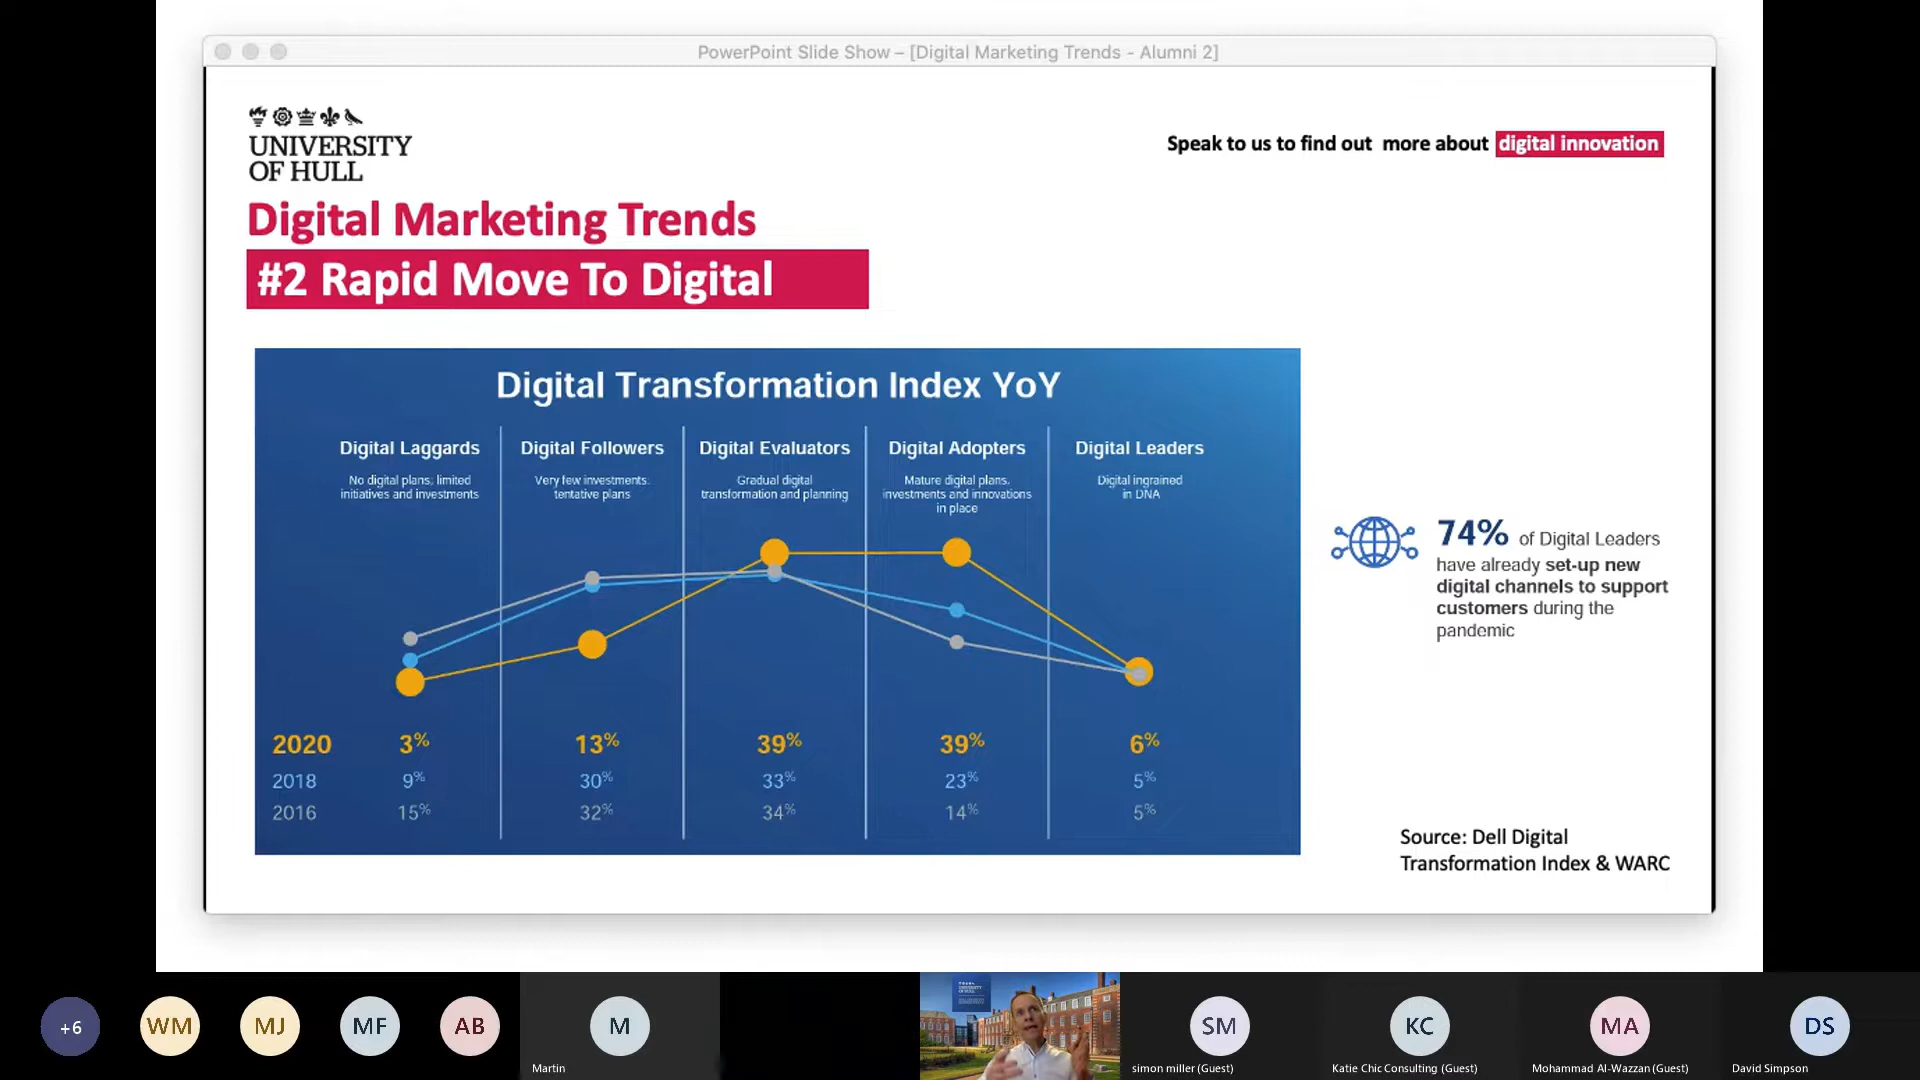 PowerPoint Slide Show – [Digital Marketing Trends - Alumni 2]
UNIVERSITY
OF HULL
Speak to us to find out more about digital innovation
Digital Marketing Trends
#2 Rapid Move To Digital
Digital Transformation Index YoY
Digital Laggards
No digital plans, limited
initiatives and investments
Digital Followers
Very few investments:
tentative plans
Digital Evaluators
Gradual digital
transformation and planning
Digital Adopters
Mature digital plans,
investments and innovations
in place
Digital Leaders
Digital ingrained
in DNA
2020 3% 13% 39% 39% 6%
2018 9% 30% 33% 23% 5%
2016 15% 32% 34% 14% 5%
74% of Digital Leaders
have already set-up new
digital channels to support
customers during the
pandemic
Source: Dell Digital
Transformation Index & WARC
+6
WM
MJ
MF
AB
M
Martin
SM
simon miller (Guest)
KC
Katie Chic Consulting (Guest)
MA
Mohammad Al-Wazzan (Guest)
DS
David Simpson